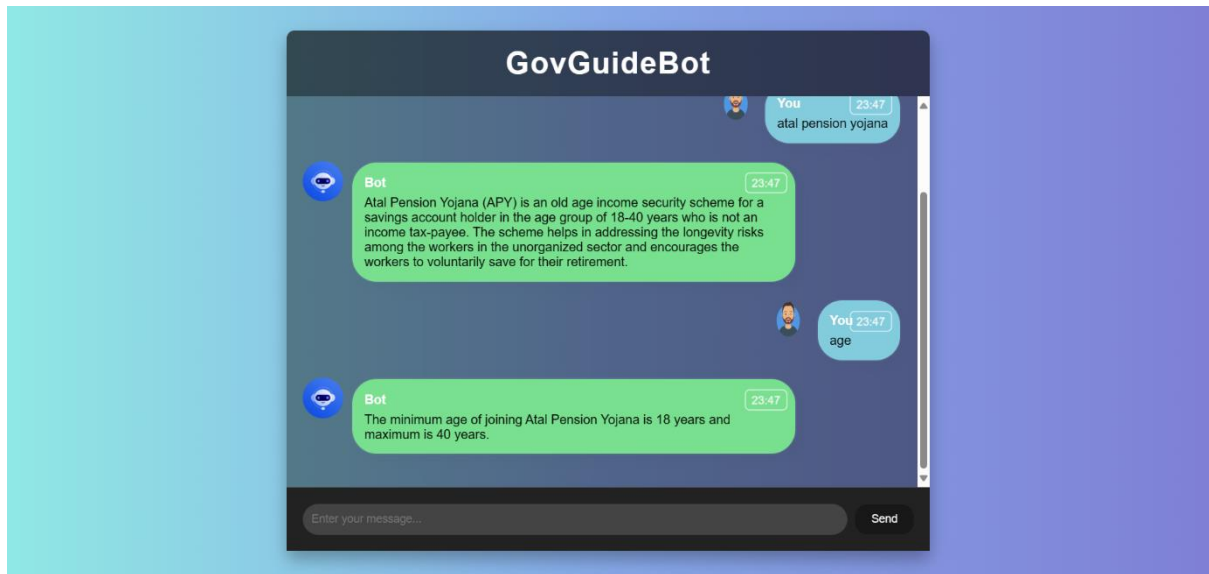 GovGuideBot
You 23:47
atal pension yojana
Bot 23:47
Atal Pension Yojana (APY) is an old age income security scheme for a
savings account holder in the age group of 18-40 years who is not an
income tax-payee. The scheme helps in addressing the longevity risks
among the workers in the unorganized sector and encourages the
workers to voluntarily save for their retirement.
You 23:47
age
Bot 23:47
The minimum age of joining Atal Pension Yojana is 18 years and
maximum is 40 years.
Enter your message... Send